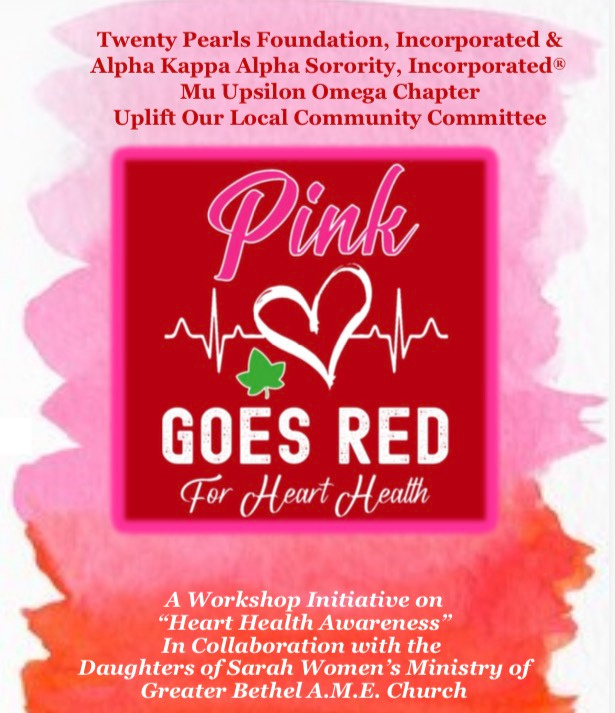 Twenty Pearls Foundation, Incorporated &
Alpha Kappa Alpha Sorority, Incorporated®
Mu Upsilon Omega Chapter
Uplift Our Local Community Committee
Pink
GOES RED
For Heart Health
A Workshop Initiative on
“Heart Health Awareness”
In Collaboration with the
Daughters of Sarah Women’s Ministry of
Greater Bethel A.M.E. Church